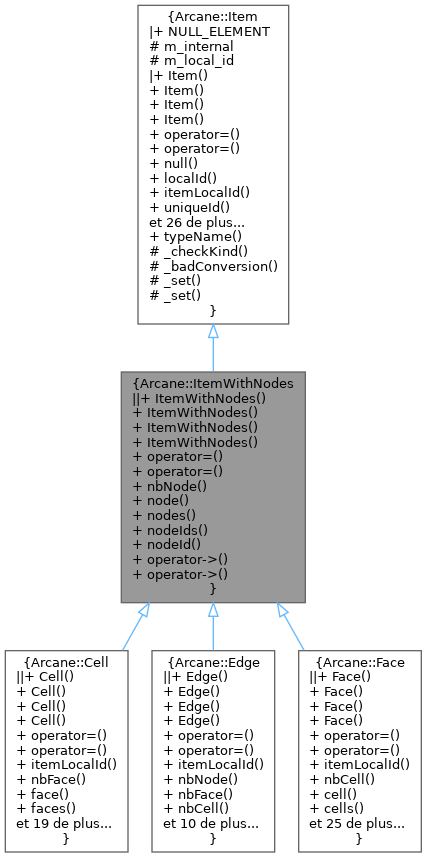 {Arcane::Item
|+ NULL_ELEMENT
# m_internal
# m_local_id
|+ Item()
+ Item()
+ Item()
+ Item()
+ operator=()
+ operator=()
+ null()
+ localId()
+ itemLocalId()
+ uniqueId()
et 26 de plus...
+ typeName()
# _checkKind()
# _badConversion()
# _set()
# _set()
}
{Arcane::ItemWithNodes
||+ ItemWithNodes()
+ ItemWithNodes()
+ ItemWithNodes()
+ ItemWithNodes()
+ operator=()
+ operator=()
+ nbNode()
+ node()
+ nodes()
+ nodeIds()
+ nodeId()
+ operator->()
+ operator->()
}
{Arcane::Cell
||+ Cell()
+ Cell()
+ Cell()
+ Cell()
+ operator=()
+ operator=()
+ itemLocalId()
+ nbFace()
+ face()
+ faces()
et 19 de plus...
}
{Arcane::Edge
||+ Edge()
+ Edge()
+ Edge()
+ Edge()
+ operator=()
+ operator=()
+ itemLocalId()
+ nbNode()
+ nbFace()
+ nbCell()
et 10 de plus...
}
{Arcane::Face
||+ Face()
+ Face()
+ Face()
+ Face()
+ operator=()
+ operator=()
+ itemLocalId()
+ nbCell()
+ cell()
+ cells()
et 25 de plus...
}